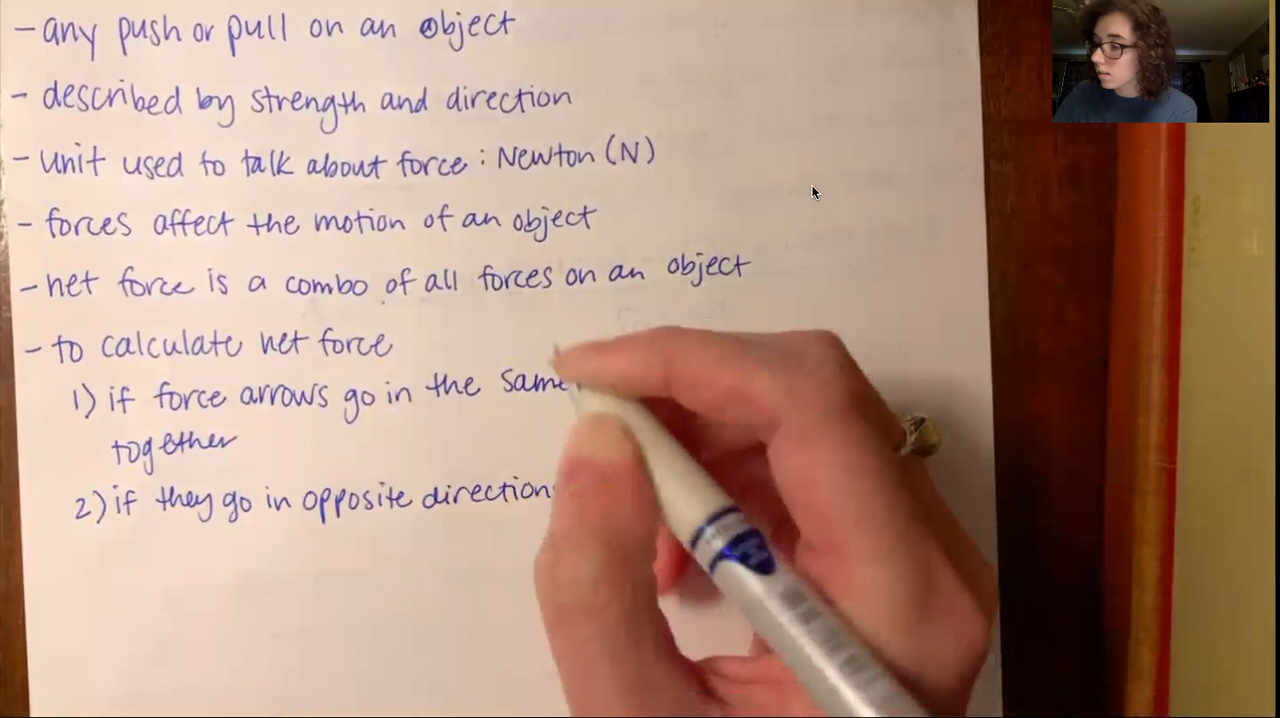 - any push or pull on an object
- described by strength and direction
- unit used to talk about force: Newton (N)
- forces affect the motion of an object
- net force is a combo of all forces on an object
- to calculate net force
1) if force arrows go in the same
together
2) if they go in opposite directions